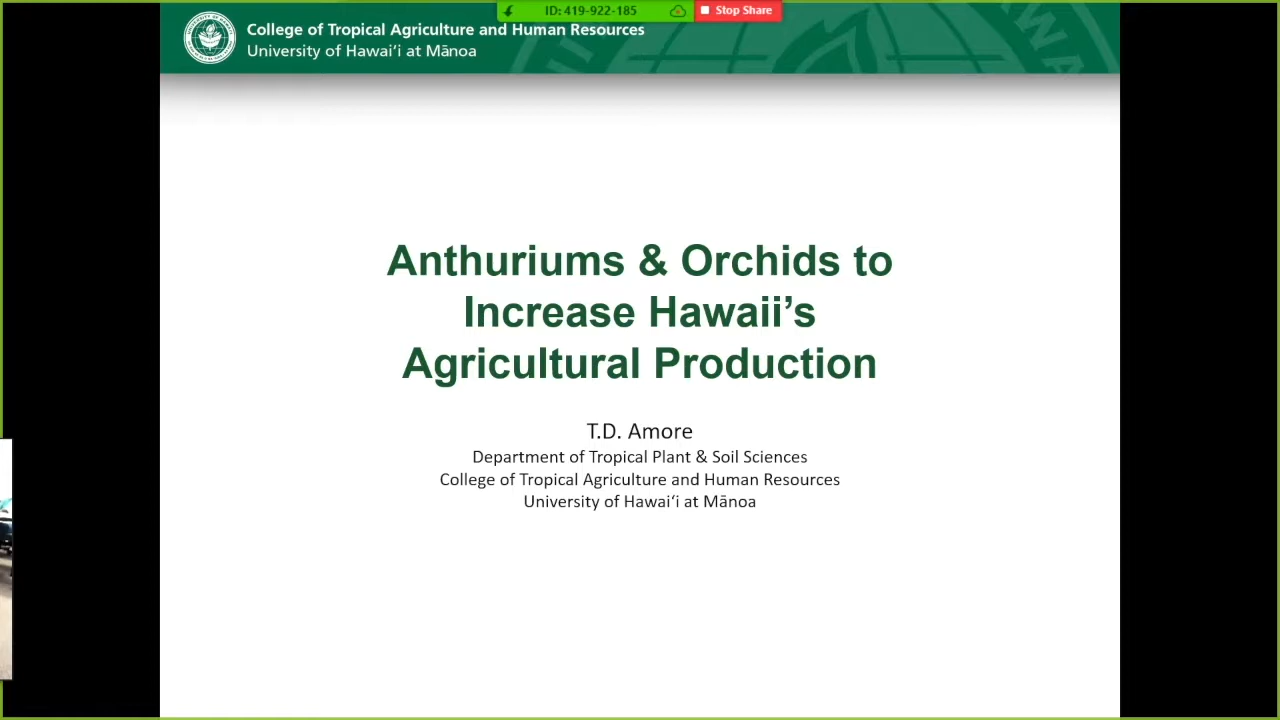 ID: 419-922-185
Stop Share
College of Tropical Agriculture and Human Resources
University of Hawai‘i at Mānoa
Anthuriums & Orchids to
Increase Hawaii’s
Agricultural Production
T.D. Amore
Department of Tropical Plant & Soil Sciences
College of Tropical Agriculture and Human Resources
University of Hawai‘i at Mānoa